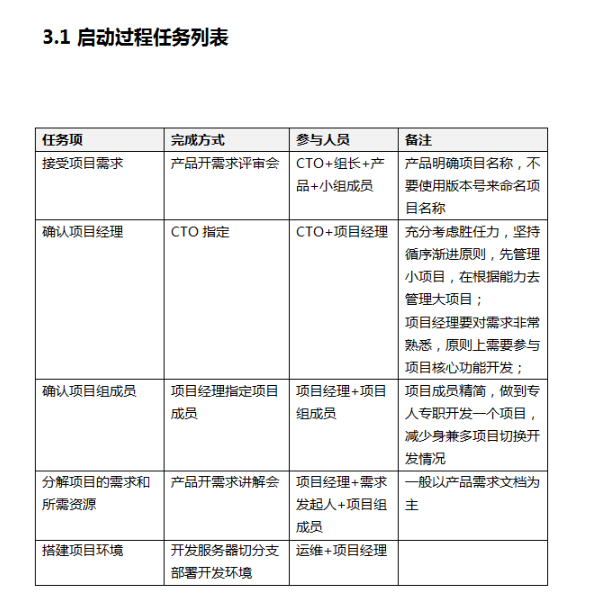 3.1 启动过程任务列表
任务项 完成方式 参与人员 备注
接受项目需求 产品开需求评审会 CTO+组长+产 产品明确项目名称，不
品+小组成员 要使用版本号来命名项
目名称
确认项目经理 CTO 指定 CTO+项目经理 充分考虑胜任力，坚持
循序渐进原则，先管理
小项目，在根据能力去
管理大项目；
项目经理要对需求非常
熟悉，原则上需要参与
项目核心功能开发；
确认项目组成员 项目经理指定项目 项目经理+项目 项目成员精简，做到专
成员 组成员 人专职开发一个项目，
减少身兼多项目切换开
发情况
分解项目的需求和 产品开需求讲解会 项目经理+需求 一般以产品需求文档为
所需资源 发起人+项目组 主
成员
搭建项目环境 开发服务器切分支 运维+项目经理
部署开发环境